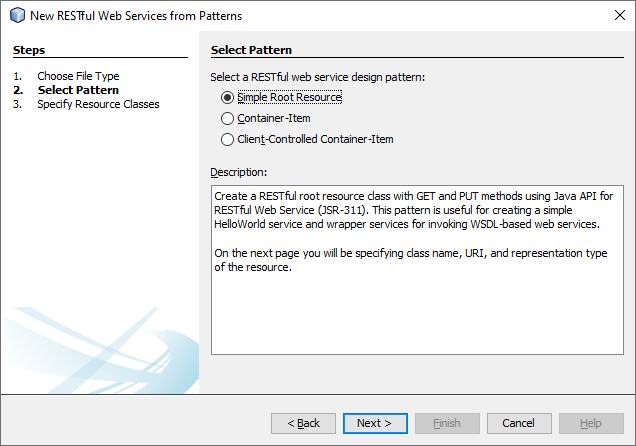 New RESTful Web Services from Patterns
Steps
1. Choose File Type
2. Select Pattern
3. Specify Resource Classes
Select Pattern
Select a RESTful web service design pattern:
Simple Root Resource
Container-Item
Client-Controlled Container-Item
Description:
Create a RESTful root resource class with GET and PUT methods using Java API for
RESTful Web Service (JSR-311). This pattern is useful for creating a simple
HelloWorld service and wrapper services for invoking WSDL-based web services.
On the next page you will be specifying class name, URI, and representation type
of the resource.
< Back
Next >
Finish
Cancel
Help